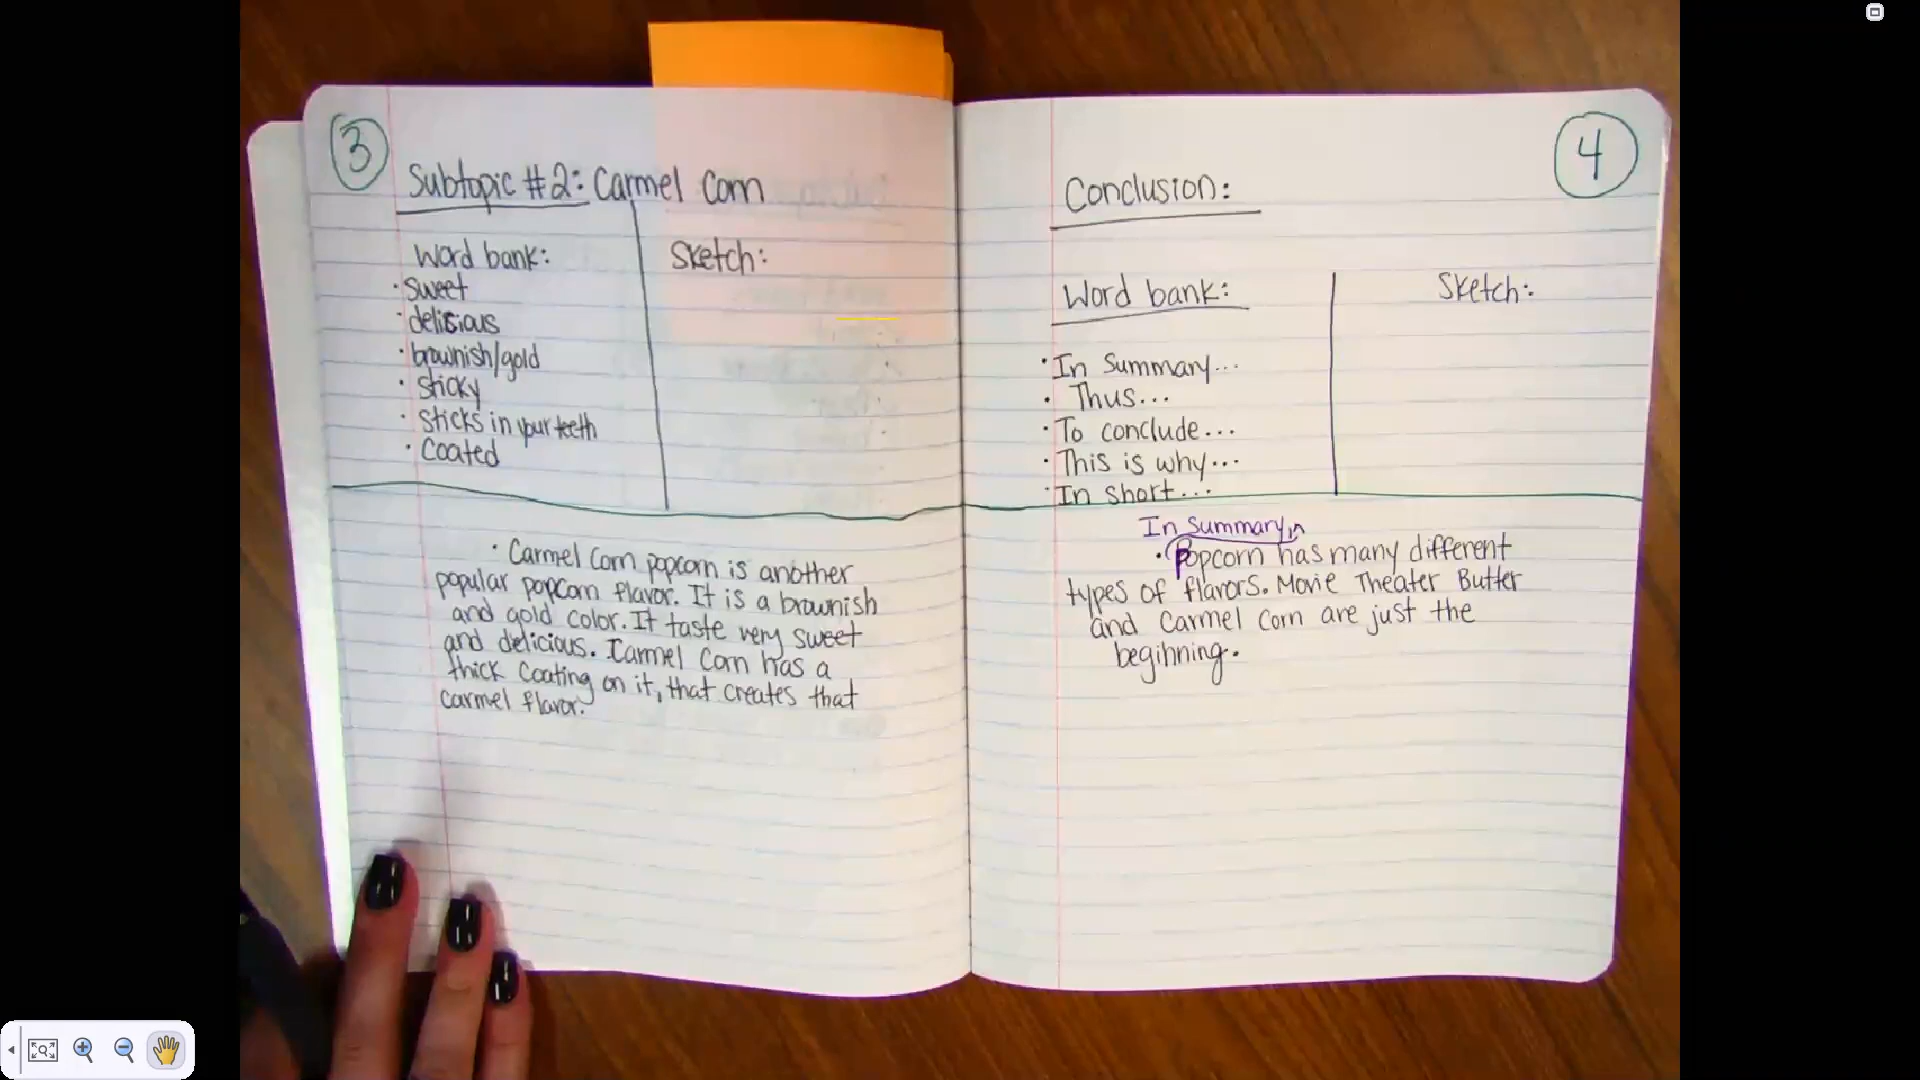 3
Subtopic #2: Carmel Corn
Word bank:
Sketch:
· sweet
· delisious
· brownish/gold
· sticky
· sticks in your teeth
· Coated
· Carmel Corn popcorn is another
popular popcorn flavor. It is a brownish
and gold color. It taste very sweet
and delicious. Carmel Corn has a
thick coating on it, that creates that
carmel flavor.
4
Conclusion:
Word bank:
Sketch:
· In Summary...
· Thus...
· To conclude...
· This is why...
· In short...
In Summary,
· Popcorn has many different
types of flavors. Movie Theater Butter
and Carmel Corn are just the
beginning.